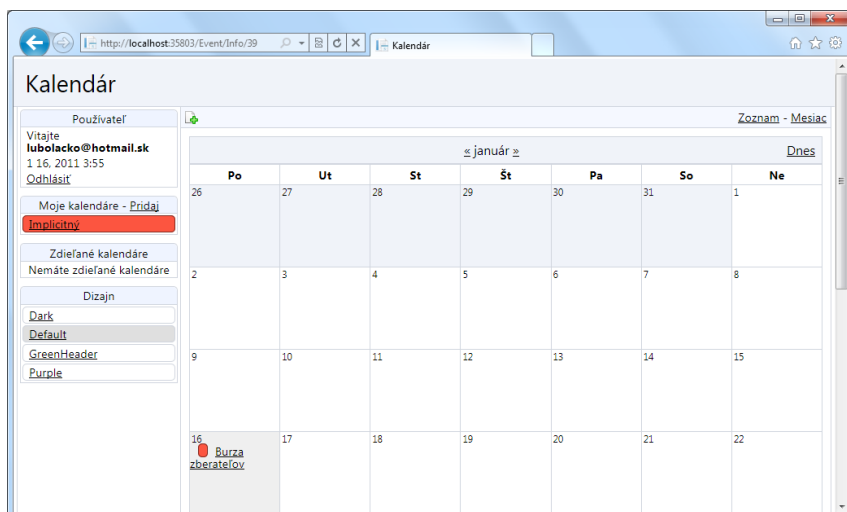 http://localhost:35803/Event/Info/39
Kalendár
Kalendár
Používateľ
Vitajte
lubolacko@hotmail.sk
1 16, 2011 3:55
Odhlásiť
Moje kalendáre - Pridaj
Implicitný
Zdieľané kalendáre
Nemáte zdieľané kalendáre
Dizajn
Dark
Default
GreenHeader
Purple
Zoznam - Mesiac
« január »
Dnes
Po Ut St Št Pa So Ne
26 27 28 29 30 31 1
2 3 4 5 6 7 8
9 10 11 12 13 14 15
16 17 18 19 20 21 22
Burza
zberateľov